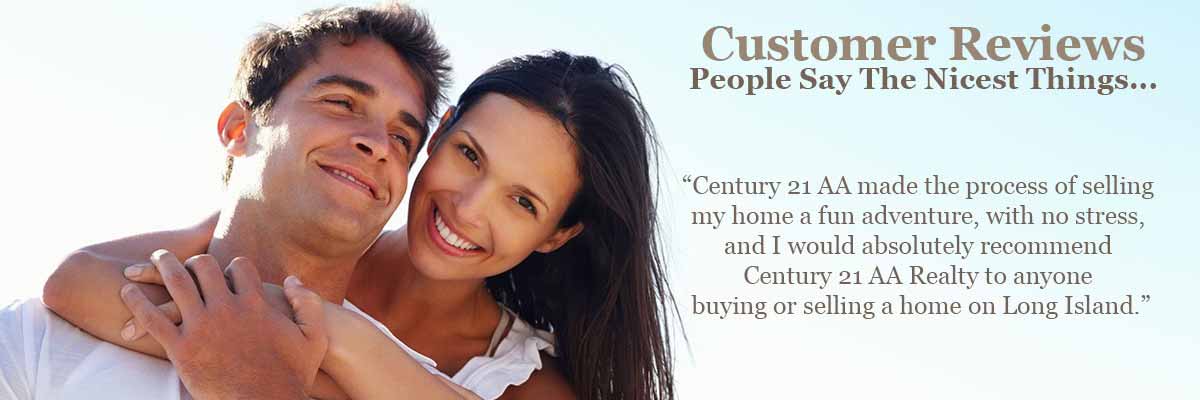 Customer Reviews
People Say The Nicest Things...
“Century 21 AA made the process of selling
my home a fun adventure, with no stress,
and I would absolutely recommend
Century 21 AA Realty to anyone
buying or selling a home on Long Island.”